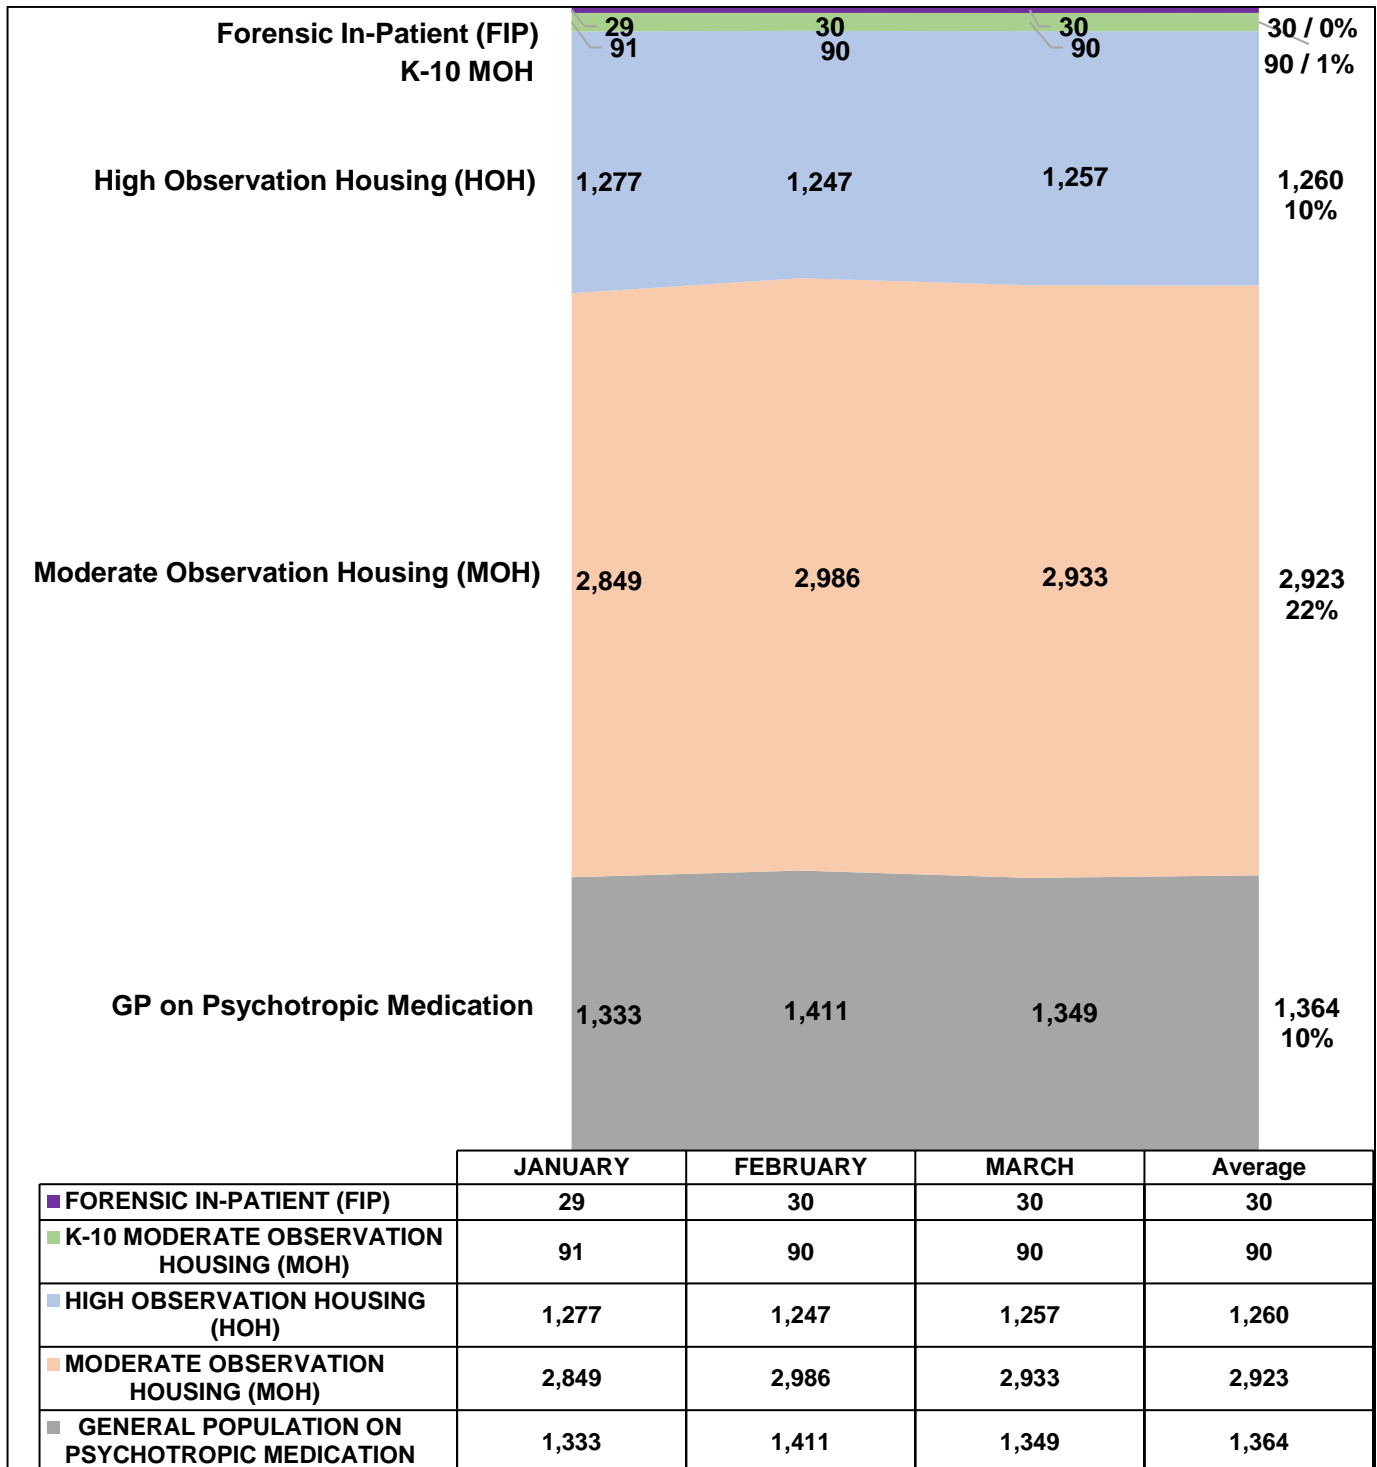 Forensic In-Patient (FIP)
29 30 30 30 / 0%
K-10 MOH
91 90 90 90 / 1%
High Observation Housing (HOH)
1,277 1,247 1,257 1,260
10%
Moderate Observation Housing (MOH)
2,849 2,986 2,933 2,923
22%
GP on Psychotropic Medication
1,333 1,411 1,349 1,364
10%
JANUARY FEBRUARY MARCH Average
FORENSIC IN-PATIENT (FIP) 29 30 30 30
K-10 MODERATE OBSERVATION
HOUSING (MOH) 91 90 90 90
HIGH OBSERVATION HOUSING
(HOH) 1,277 1,247 1,257 1,260
MODERATE OBSERVATION
HOUSING (MOH) 2,849 2,986 2,933 2,923
GENERAL POPULATION ON
PSYCHOTROPIC MEDICATION 1,333 1,411 1,349 1,364